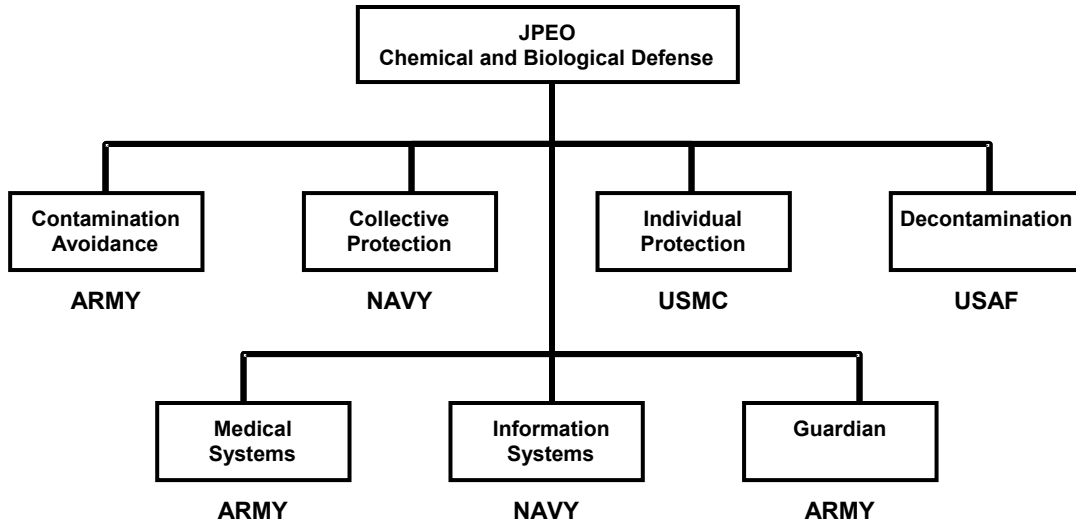 JPEO
Chemical and Biological Defense
Contamination
Avoidance
Collective
Protection
Individual
Protection
Decontamination
ARMY
NAVY
USMC
USAF
Medical
Systems
Information
Systems
Guardian
ARMY
NAVY
ARMY